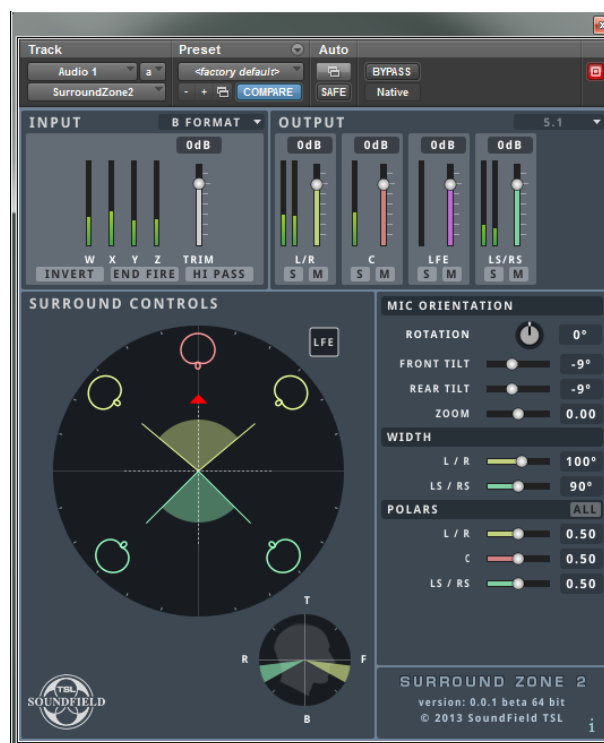 Track Preset Auto
Audio 1 a <factory default> BYPASS
SurroundZone2 - + COMPARE SAFE Native
INPUT B FORMAT OUTPUT 5.1
0dB 0dB 0dB 0dB 0dB
W X Y Z TRIM L/R C LFE LS/RS
INVERT END FIRE HI PASS S M S M S M S M
SURROUND CONTROLS
LFE
MIC ORIENTATION
ROTATION 0°
FRONT TILT -9°
REAR TILT -9°
ZOOM 0.00
WIDTH
L / R 100°
LS / RS 90°
POLARS ALL
L / R 0.50
C 0.50
LS / RS 0.50
T
R F
B
TSL
SOUNDFIELD
SURROUND ZONE 2
version: 0.0.1 beta 64 bit
© 2013 SoundField TSL
i